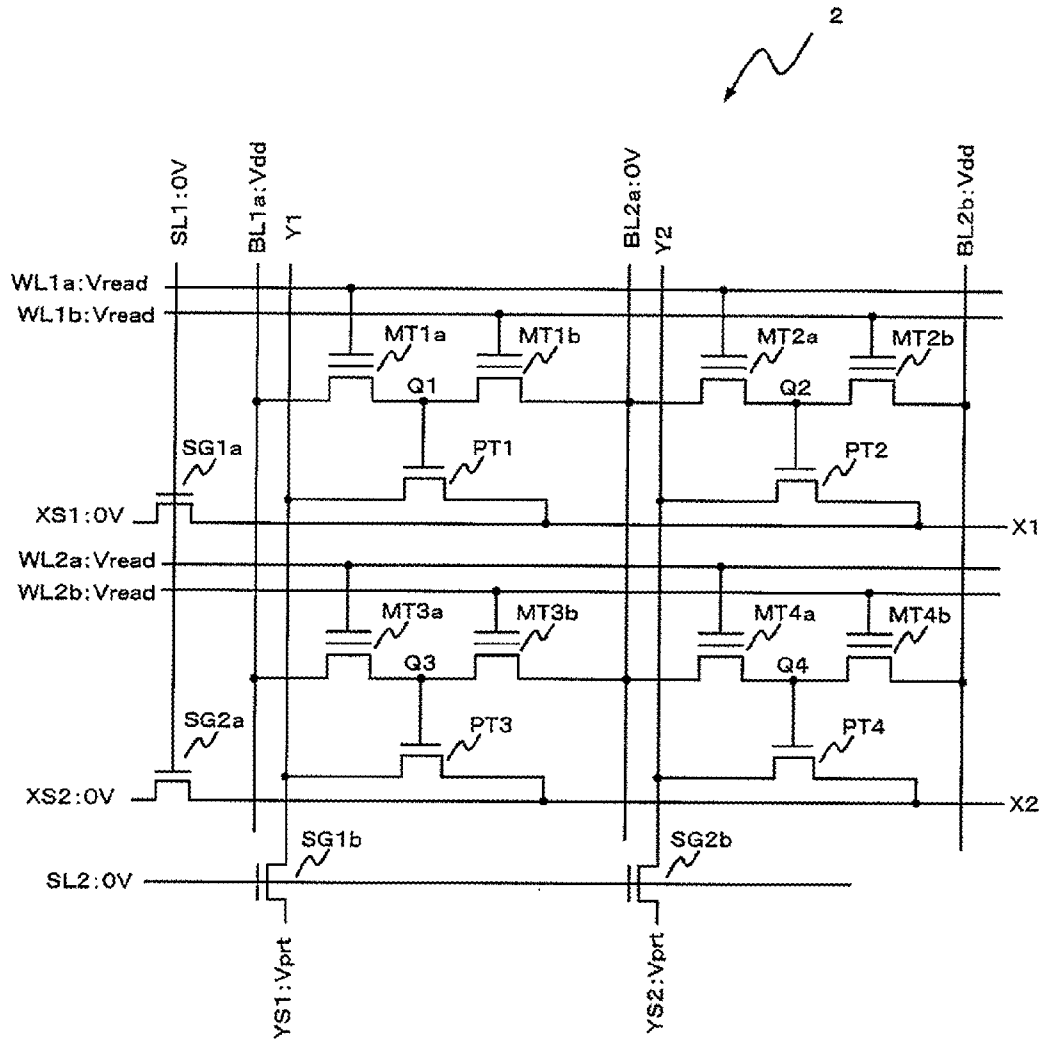 2
SL1:0V
BL1a:Vdd
Y1
BL2a:0V
Y2
BL2b:Vdd
WL1a:Vread
WL1b:Vread
MT1a
MT1b
MT2a
MT2b
Q1
Q2
SG1a
PT1
PT2
XS1:0V
X1
WL2a:Vread
WL2b:Vread
MT3a
MT3b
MT4a
MT4b
Q3
Q4
SG2a
PT3
PT4
XS2:0V
X2
SG1b
SG2b
SL2:0V
YS1:Vprt
YS2:Vprt